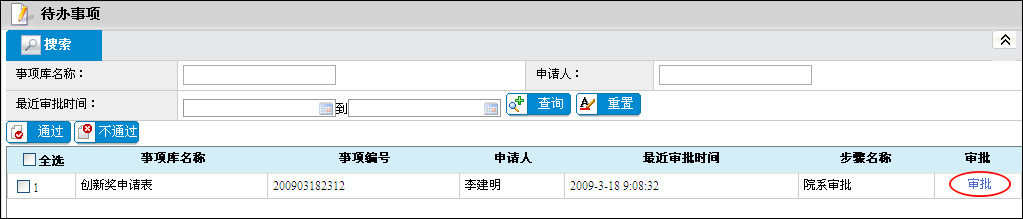 待办事项
搜索
事项库名称： 申请人：
最近审批时间： 到 查询 重置
通过 不通过
全选 事项库名称 事项编号 申请人 最近审批时间 步骤名称 审批
1 创新奖申请表 200903182312 李建明 2009-3-18 9:08:32 院系审批 审批